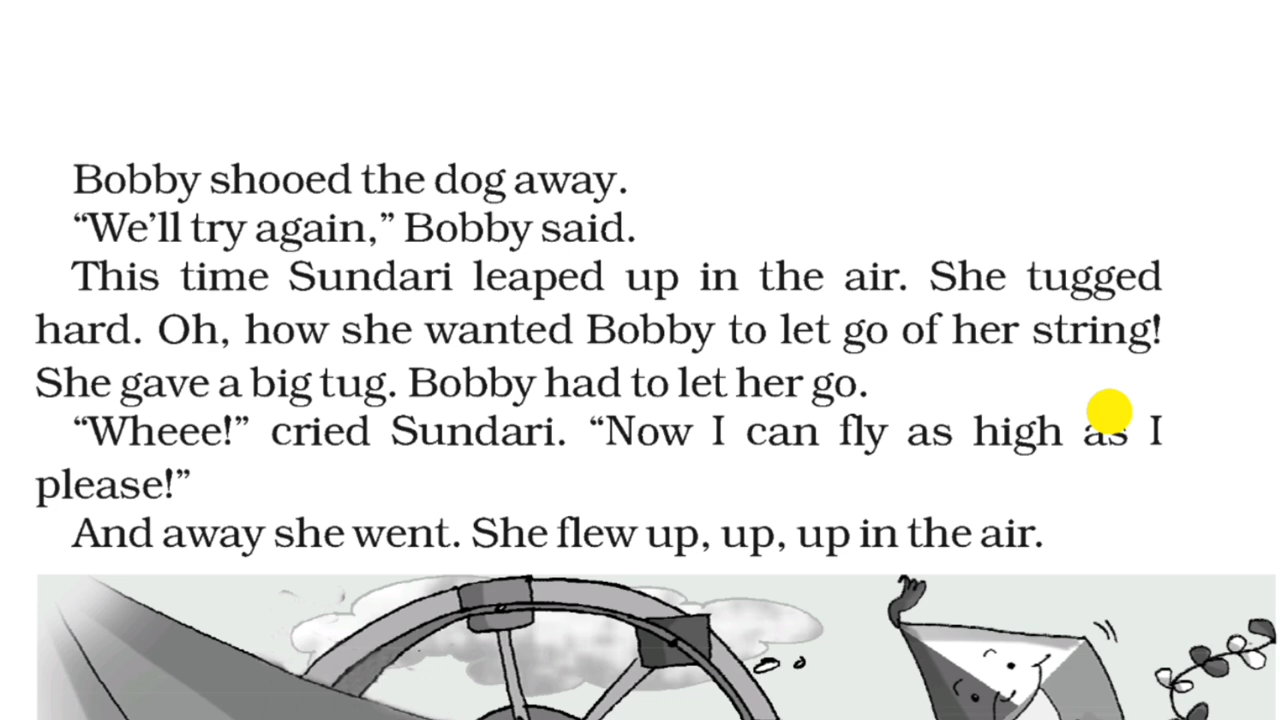 Bobby shooed the dog away.
“We’ll try again,” Bobby said.
This time Sundari leaped up in the air. She tugged
hard. Oh, how she wanted Bobby to let go of her string!
She gave a big tug. Bobby had to let her go.
“Wheee!” cried Sundari. “Now I can fly as high as I
please!”
And away she went. She flew up, up, up in the air.